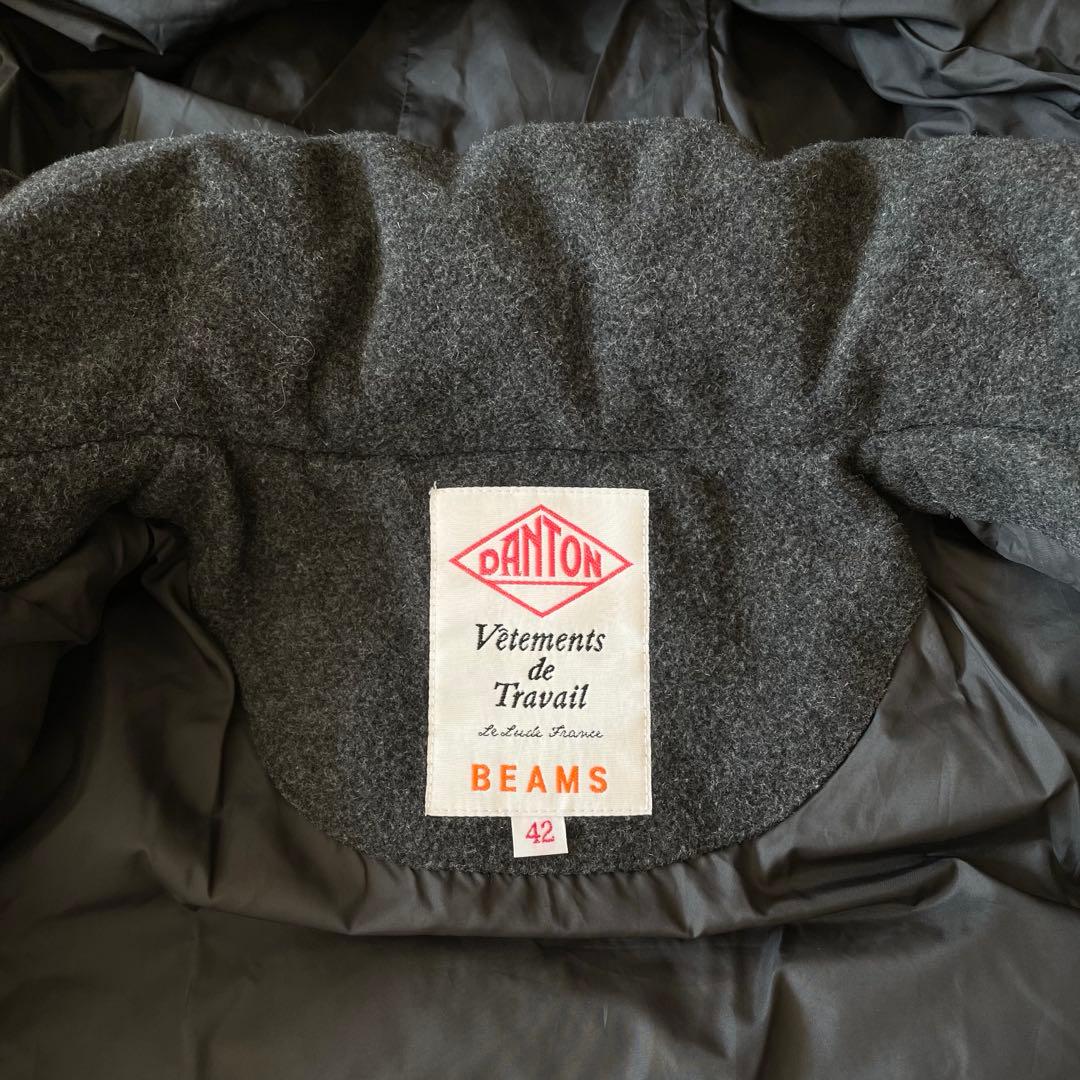 DANTON
Vêtements
de
Travail
Le Lude France
BEAMS
42